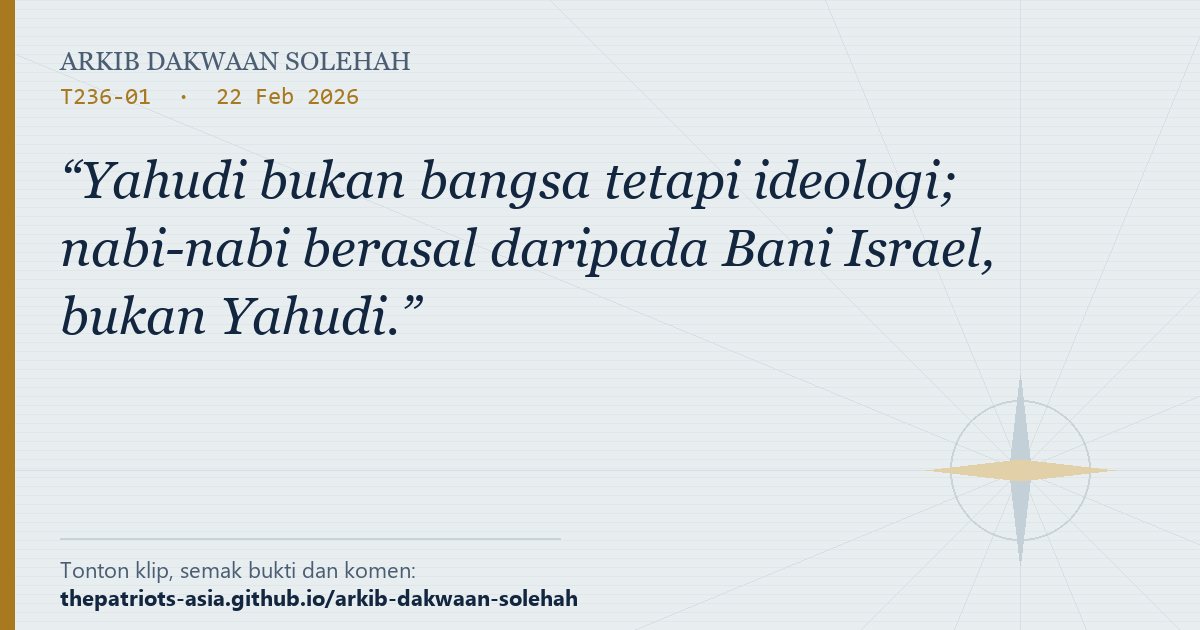 ARKIB DAKWAAN SOLEHAH
T236-01 · 22 Feb 2026
“Yahudi bukan bangsa tetapi ideologi;
nabi-nabi berasal daripada Bani Israel,
bukan Yahudi.”
Tonton klip, semak bukti dan komen:
thepatriots-asia.github.io/arkib-dakwaan-solehah